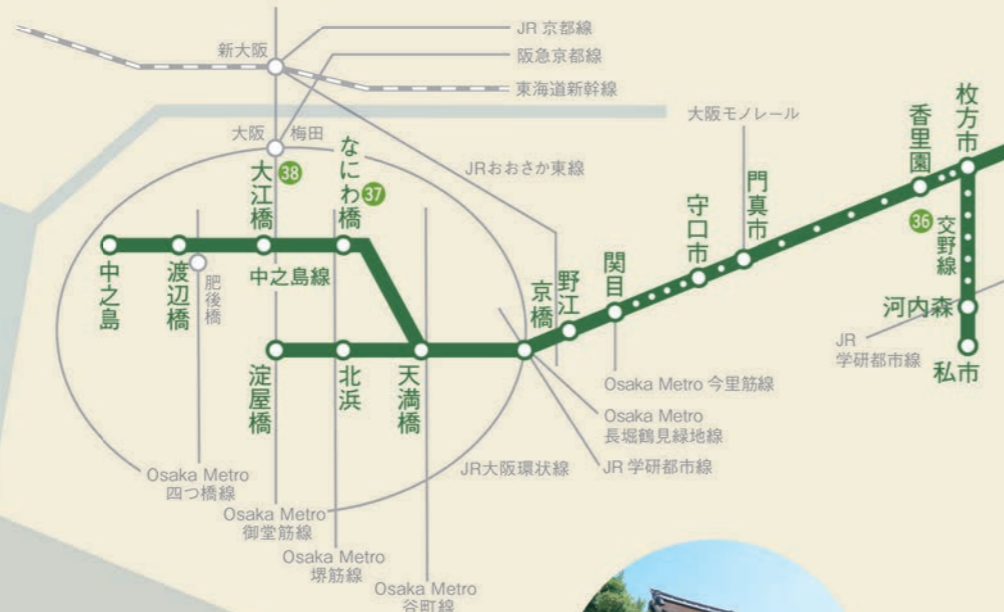 JR 京都線
新大阪
阪急京都線
東海道新幹線
大阪モノレール
枚方市
香里園
大阪
梅田
なにわ橋
37
大江橋
38
JRおおさか東線
門真市
守口市
36
交野線
中之島
渡辺橋
肥後橋
中之島線
関目
野江
京橋
河内森
JR
学研都市線
私市
淀屋橋
北浜
天満橋
Osaka Metro 今里筋線
Osaka Metro
長堀鶴見緑地線
JR 学研都市線
JR大阪環状線
Osaka Metro
四つ橋線
Osaka Metro
御堂筋線
Osaka Metro
堺筋線
Osaka Metro
谷町線